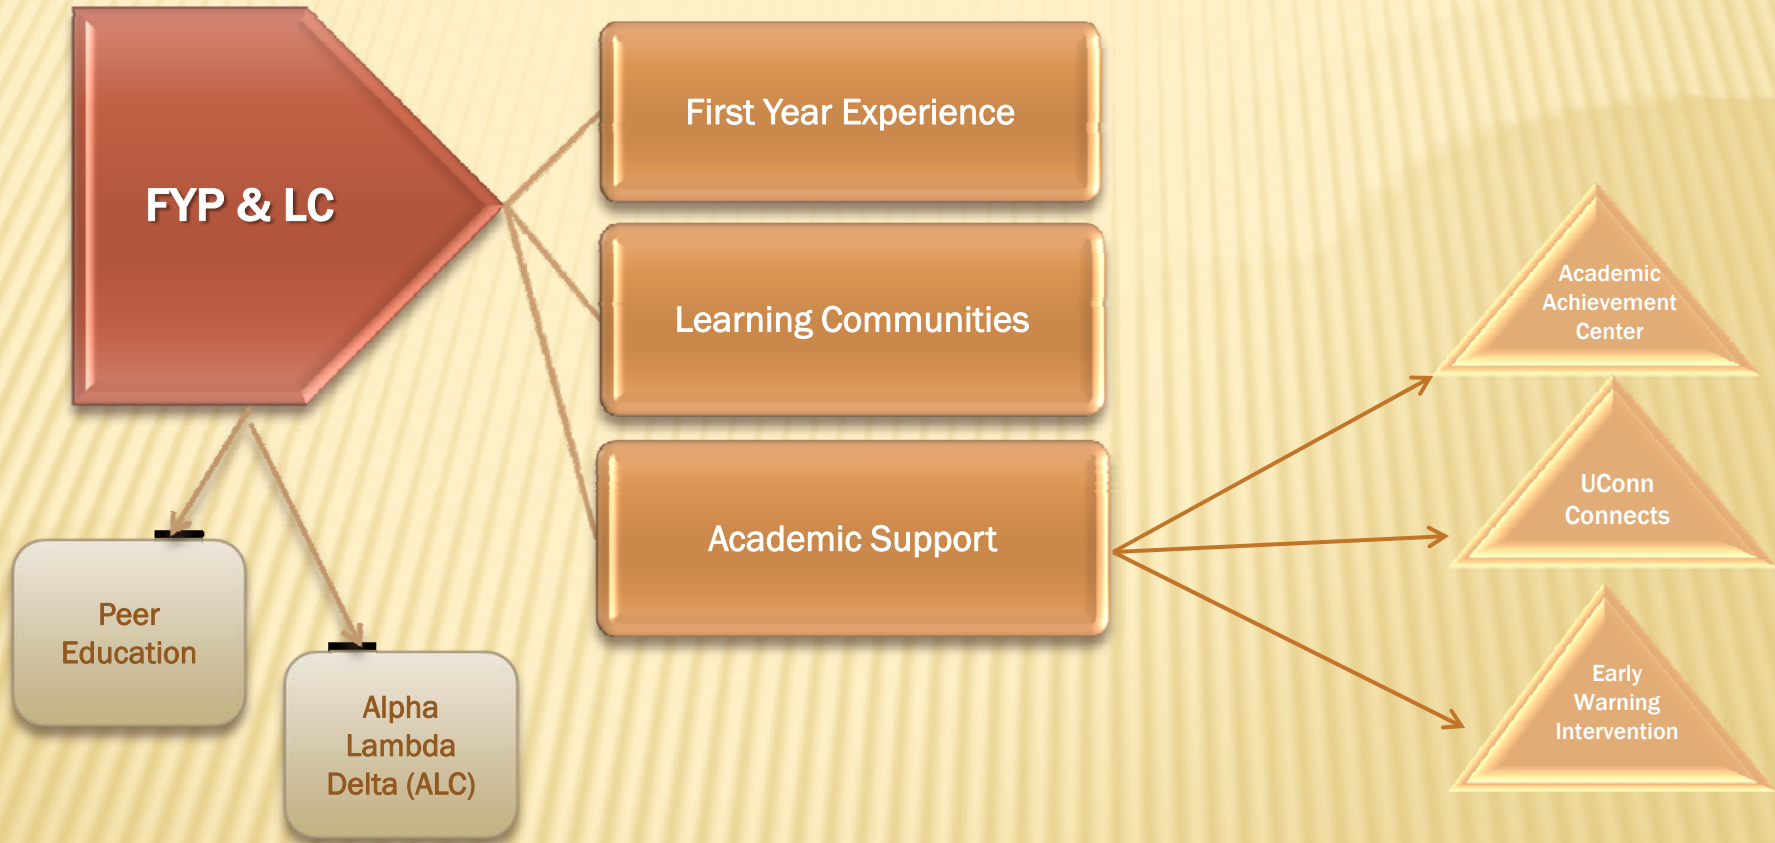 FYP & LC
First Year Experience
Learning Communities
Academic Support
Academic
Achievement
Center
UConn
Connects
Early
Warning
Intervention
Peer
Education
Alpha
Lambda
Delta (ALC)